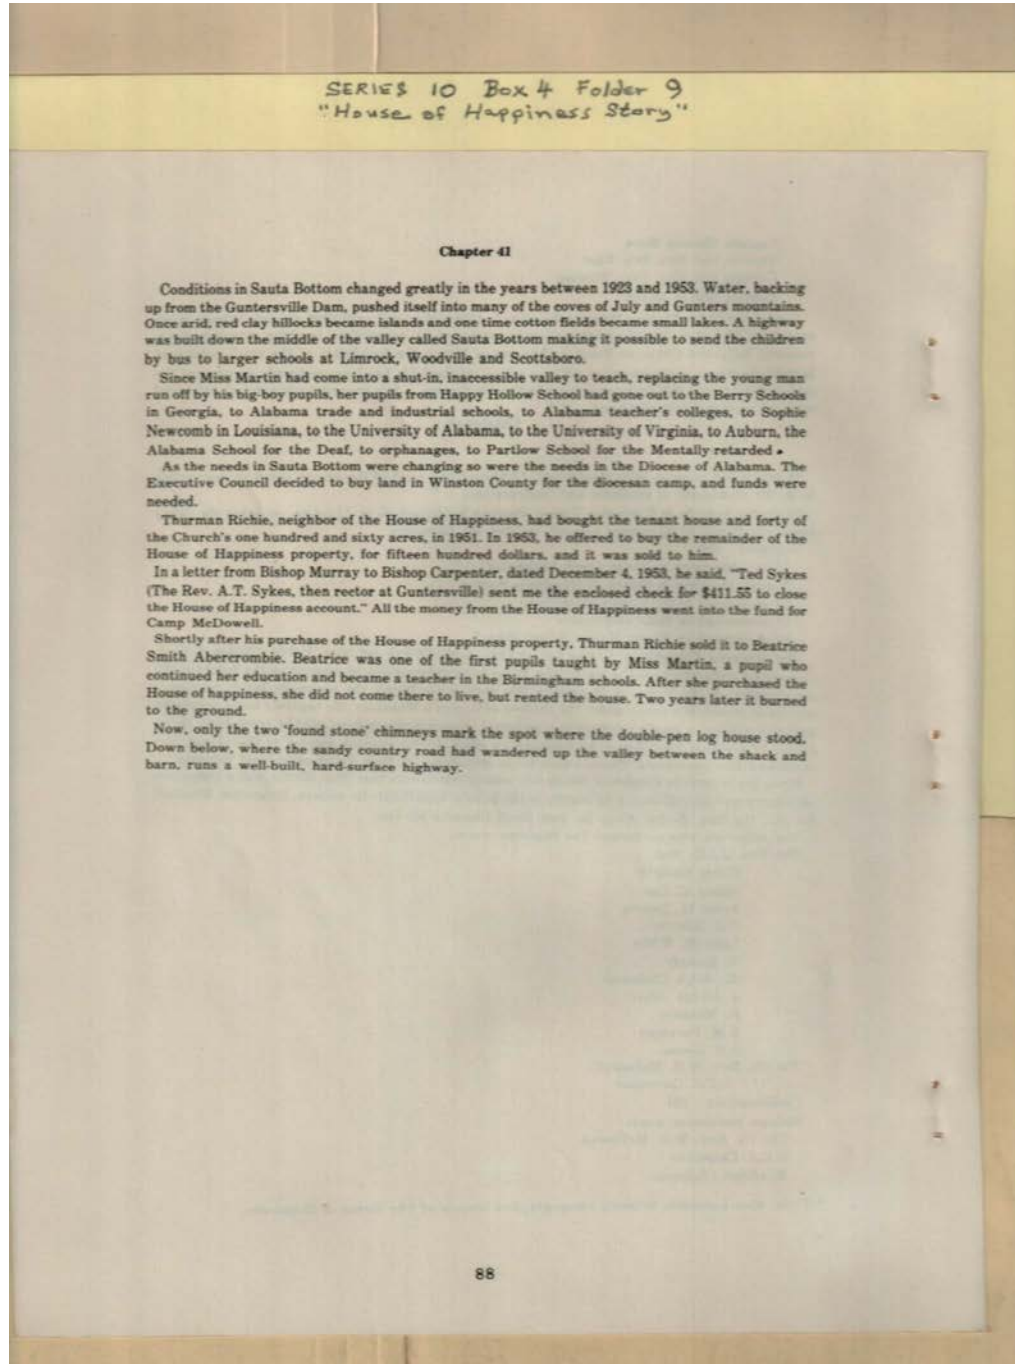 SERIES 10 Box 4 Folder 9
"House of Happiness Story"
Chapter 41
Conditions in Sauta Bottom changed greatly in the years between 1923 and 1953. Water, backing
up from the Guntersville Dam, pushed itself into many of the coves of July and Gunters mountains.
Once arid, red clay hillocks became islands and one time cotton fields became small lakes. A highway
was built down the middle of the valley called Sauta Bottom making it possible to send the children
by bus to larger schools at Limrock, Woodville and Scottsboro.
Since Miss Martin had come into a shut-in, inaccessible valley to teach, replacing the young man
run off by his big-boy pupils, her pupils from Happy Hollow School had gone out to the Berry Schools
in Georgia, to Alabama trade and industrial schools, to Alabama teacher's colleges, to Sophie
Newcomb in Louisiana, to the University of Alabama, to the University of Virginia, to Auburn, the
Alabama School for the Deaf, to orphanages, to Partlow School for the Mentally retarded.
As the needs in Sauta Bottom were changing so were the needs in the Diocese of Alabama. The
Executive Council decided to buy land in Winston County for the diocesan camp, and funds were
needed.
Thurman Richie, neighbor of the House of Happiness, had bought the tenant house and forty of
the Church's one hundred and sixty acres, in 1951. In 1953, he offered to buy the remainder of the
House of Happiness property, for fifteen hundred dollars, and it was sold to him.
In a letter from Bishop Murray to Bishop Carpenter, dated December 4, 1953, he said, "Ted Sykes
(The Rev. A.T. Sykes, then rector at Guntersville) sent me the enclosed check for $411.55 to close
the House of Happiness account." All the money from the House of Happiness went into the fund for
Camp McDowell.
Shortly after his purchase of the House of Happiness property, Thurman Richie sold it to Beatrice
Smith Abercrombie. Beatrice was one of the first pupils taught by Miss Martin, a pupil who
continued her education and became a teacher in the Birmingham schools. After she purchased the
House of happiness, she did not come there to live, but rented the house. Two years later it burned
to the ground.
Now, only the two 'found stone' chimneys mark the spot where the double-pen log house stood.
Down below, where the sandy country road had wandered up the valley between the shack and
barn, runs a well-built, hard-surface highway.
88